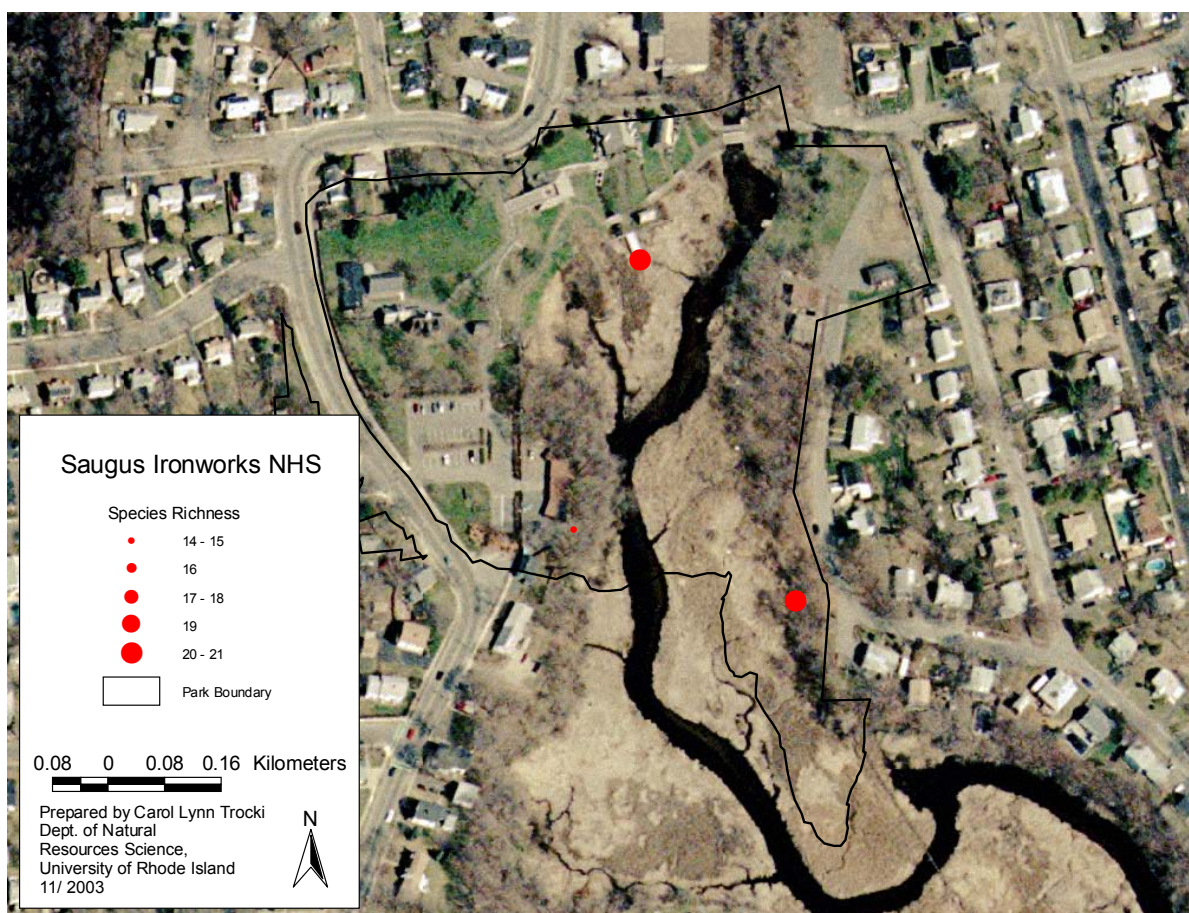 Saugus Ironworks NHS
Species Richness
14 - 15
16
17 - 18
19
20 - 21
Park Boundary
0.08 0 0.08 0.16 Kilometers
Prepared by Carol Lynn Trocki
Dept. of Natural
Resources Science,
University of Rhode Island
11/ 2003
N